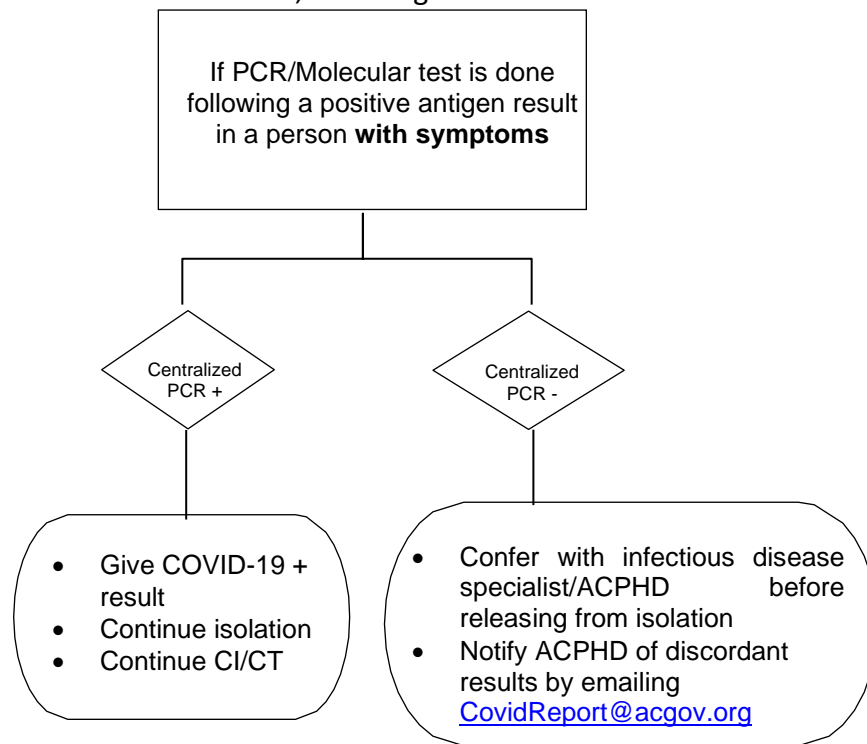 If PCR/Molecular test is done
following a positive antigen result
in a person with symptoms
Centralized
PCR +
Centralized
PCR -
• Give COVID-19 +
result
• Continue isolation
• Continue CI/CT
• Confer with infectious disease
specialist/ACPHD before
releasing from isolation
• Notify ACPHD of discordant
results by emailing
CovidReport@acgov.org